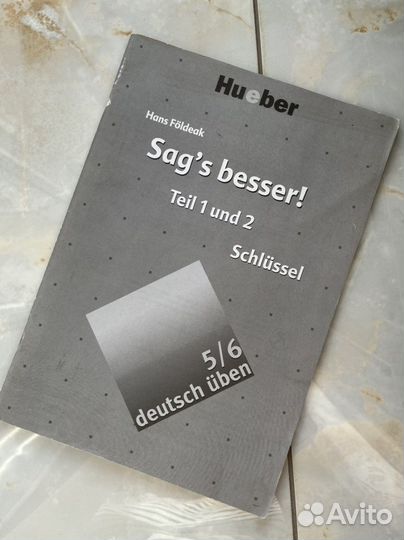 Hueber
Hans Földeak
Sag's besser!
Teil 1 und 2
Schlüssel
5/6
deutsch üben
Avito